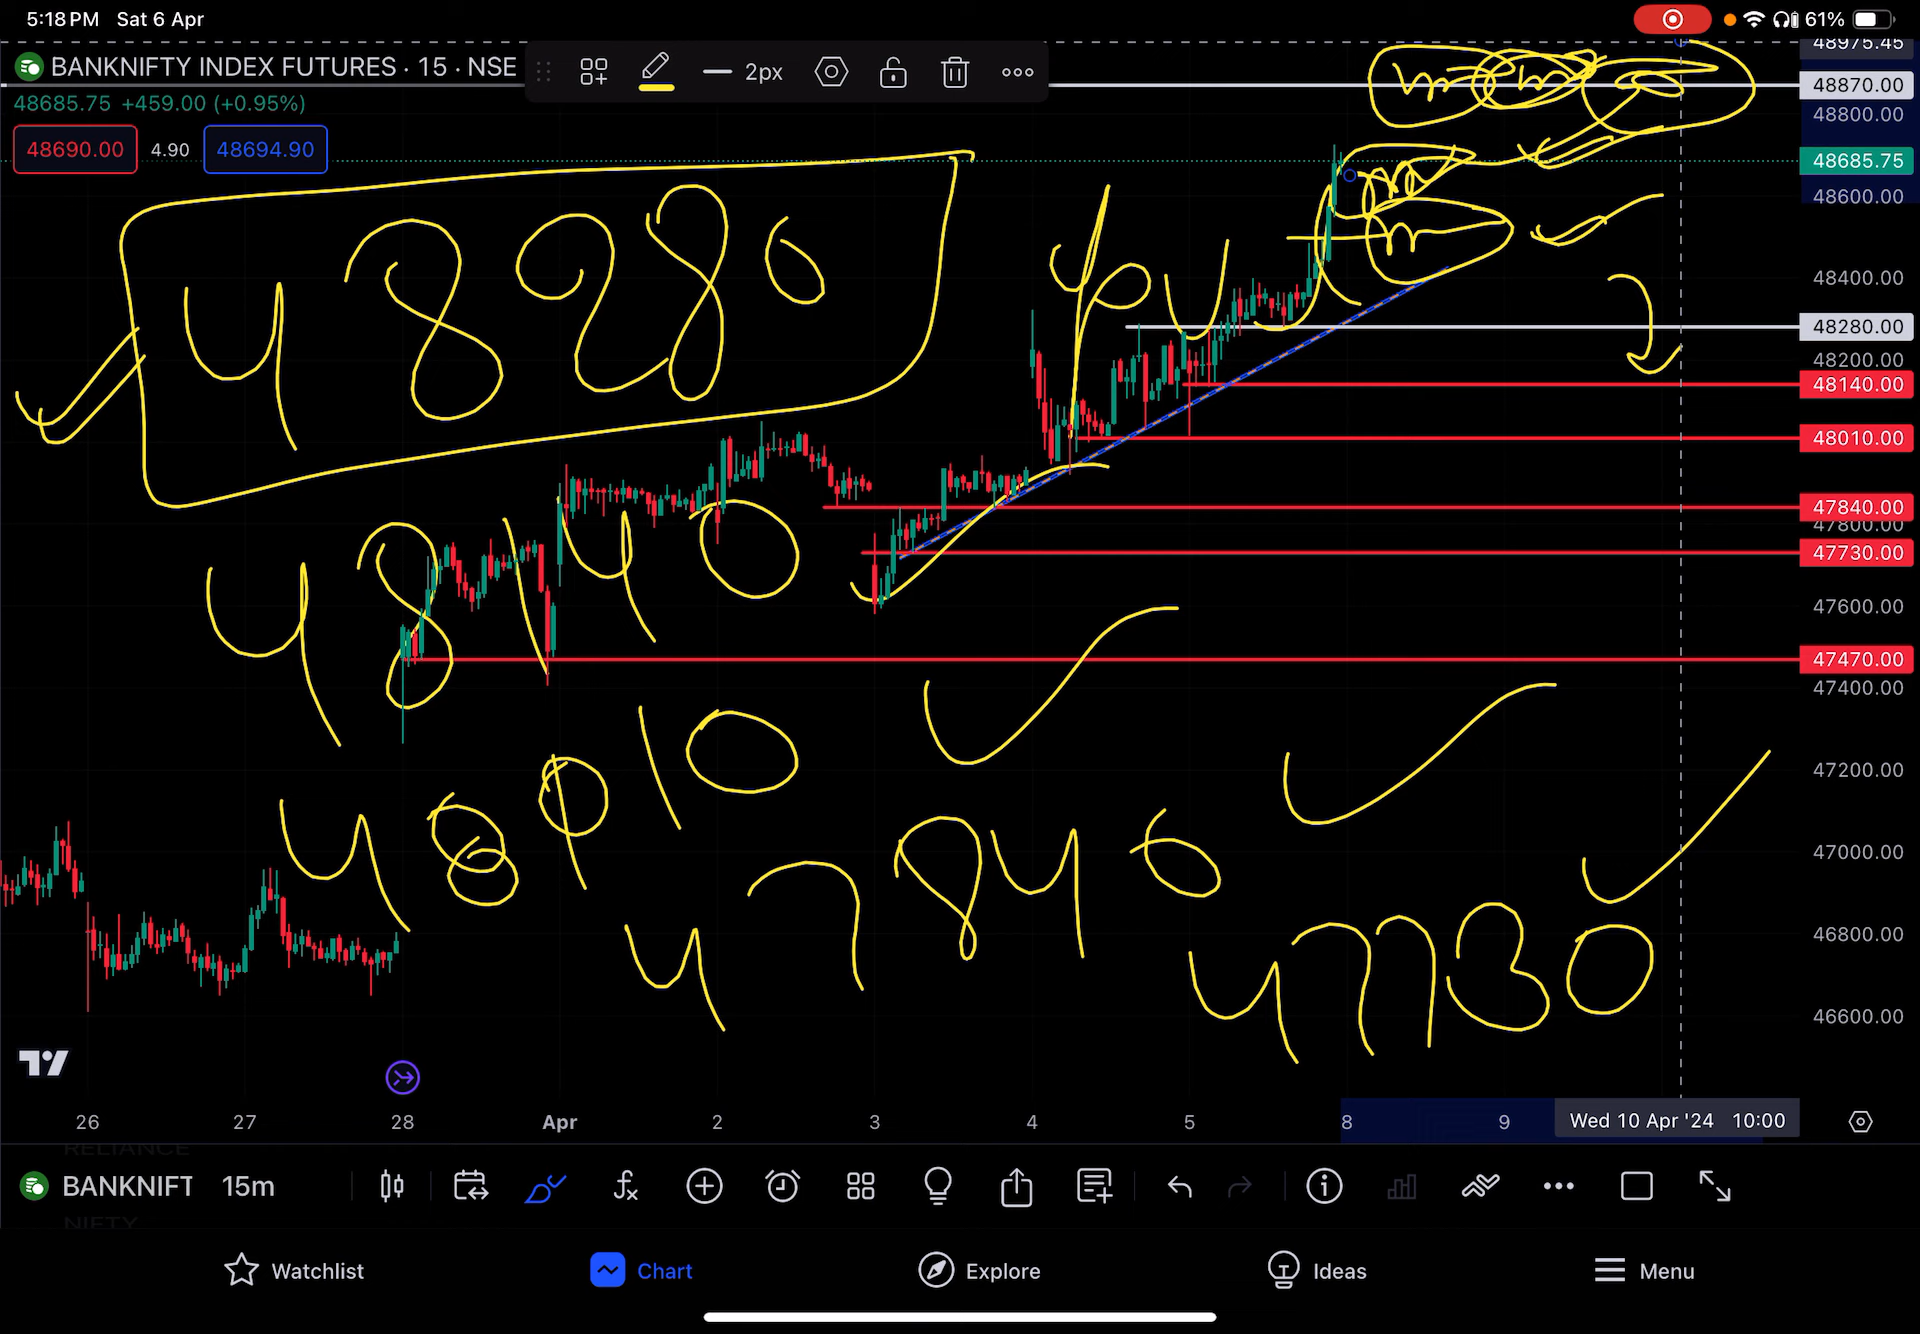 5:18 PM Sat 6 Apr
61%
BANKNIFTY INDEX FUTURES · 15 · NSE
2px
48685.75 +459.00 (+0.95%)
48690.00 4.90 48694.90
48975.45
48870.00
48800.00
48685.75
48600.00
48400.00
48280.00
48200.00
48140.00
48010.00
47840.00
47800.00
47730.00
47600.00
47470.00
47400.00
47200.00
47000.00
46800.00
46600.00
48280
48140
48010
47840
47730
26 27 28 Apr 2 3 4 5 8 9 Wed 10 Apr '24 10:00
RELIANCE
BANKNIFT 15m
NIFTY
Watchlist Chart Explore Ideas Menu